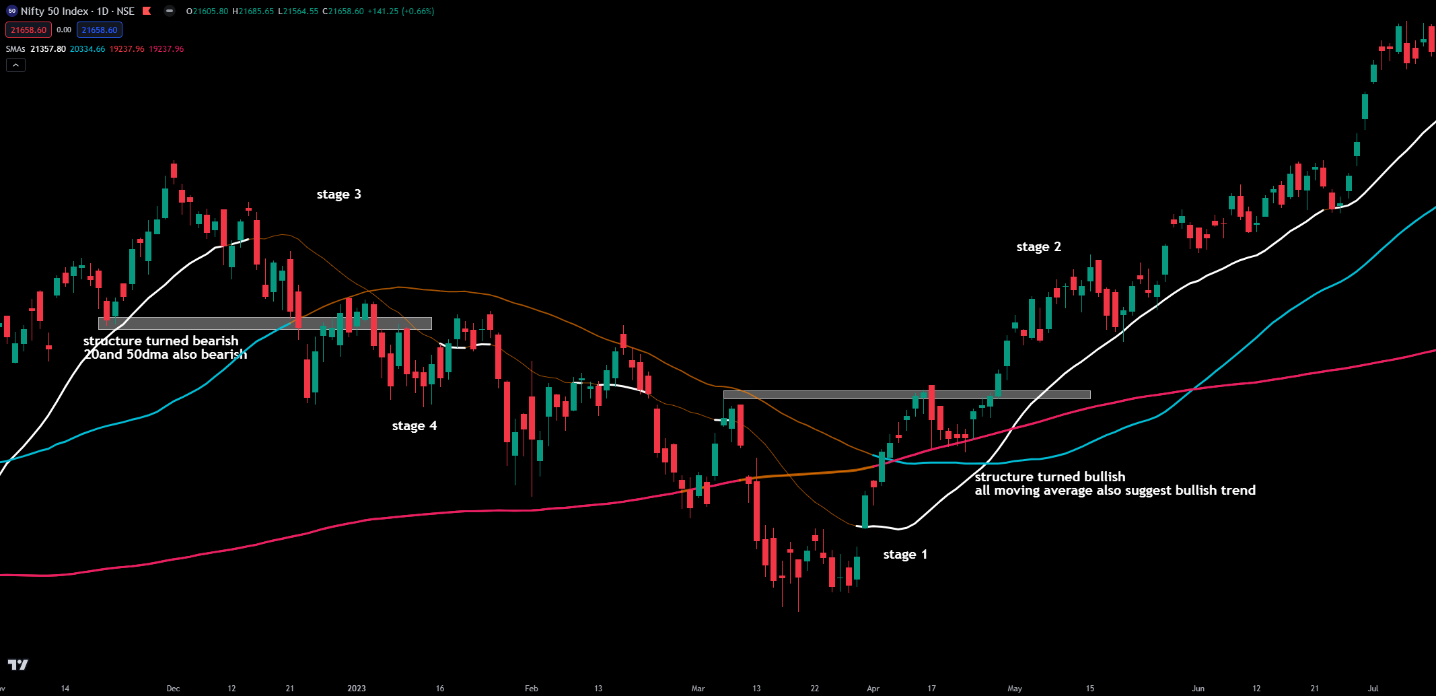 50 Nifty 50 Index · 1D · NSE O21605.80 H21685.65 L21564.55 C21658.60 +141.25 (+0.66%)
21658.60 0.00 21658.60
SMAs 21357.80 20334.66 19237.96 19237.96
stage 3
stage 2
structure turned bearish
20and 50dma also bearish
stage 4
structure turned bullish
all moving average also suggest bullish trend
stage 1
14 Dec 12 21 2023 16 Feb 13 Mar 13 22 Apr 17 May 15 Jun 12 21 Jul